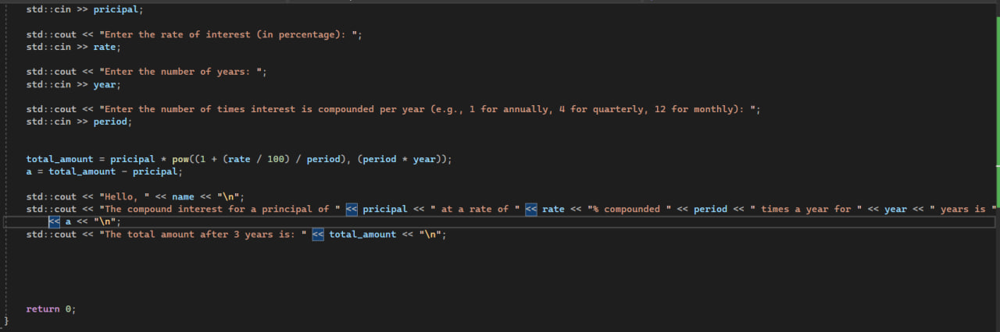 std::cin >> pricipal;
std::cout << "Enter the rate of interest (in percentage): ";
std::cin >> rate;
std::cout << "Enter the number of years: ";
std::cin >> year;
std::cout << "Enter the number of times interest is compounded per year (e.g., 1 for annually, 4 for quarterly, 12 for monthly): ";
std::cin >> period;
total_amount = pricipal * pow((1 + (rate / 100) / period), (period * year));
a = total_amount - pricipal;
std::cout << "Hello, " << name << "\n";
std::cout << "The compound interest for a principal of " << pricipal << " at a rate of " << rate << "% compounded " << period << " times a year for " << year << " years is "
<< a << "\n";
std::cout << "The total amount after 3 years is: " << total_amount << "\n";
return 0;
}